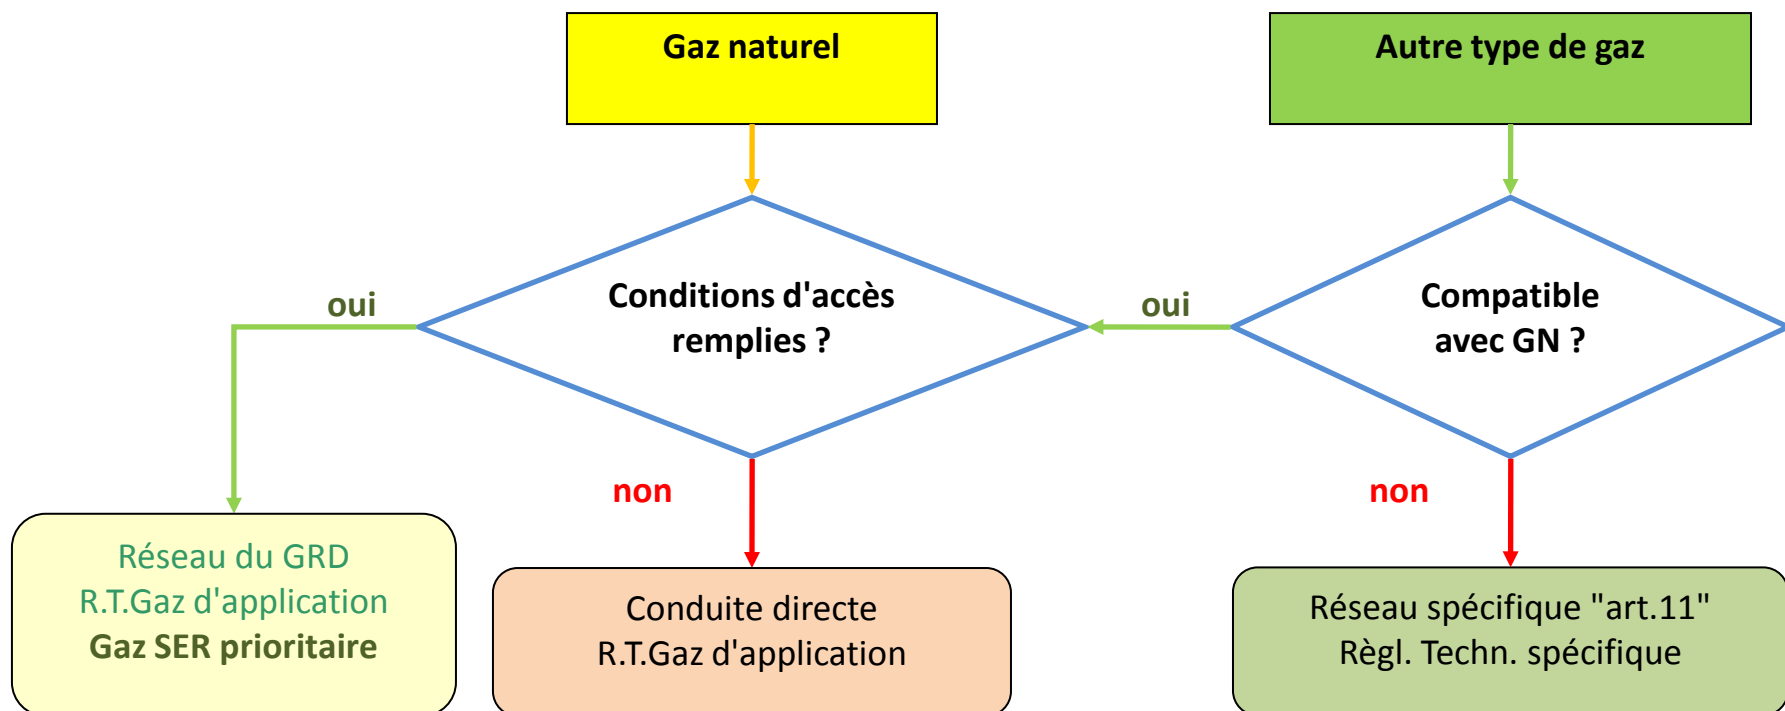 Gaz naturel
Autre type de gaz
oui
Conditions d'accès
remplies ?
oui
Compatible
avec GN ?
non
non
Réseau du GRD
R.T.Gaz d'application
Gaz SER prioritaire
Conduite directe
R.T.Gaz d'application
Réseau spécifique "art.11"
Règl. Techn. spécifique